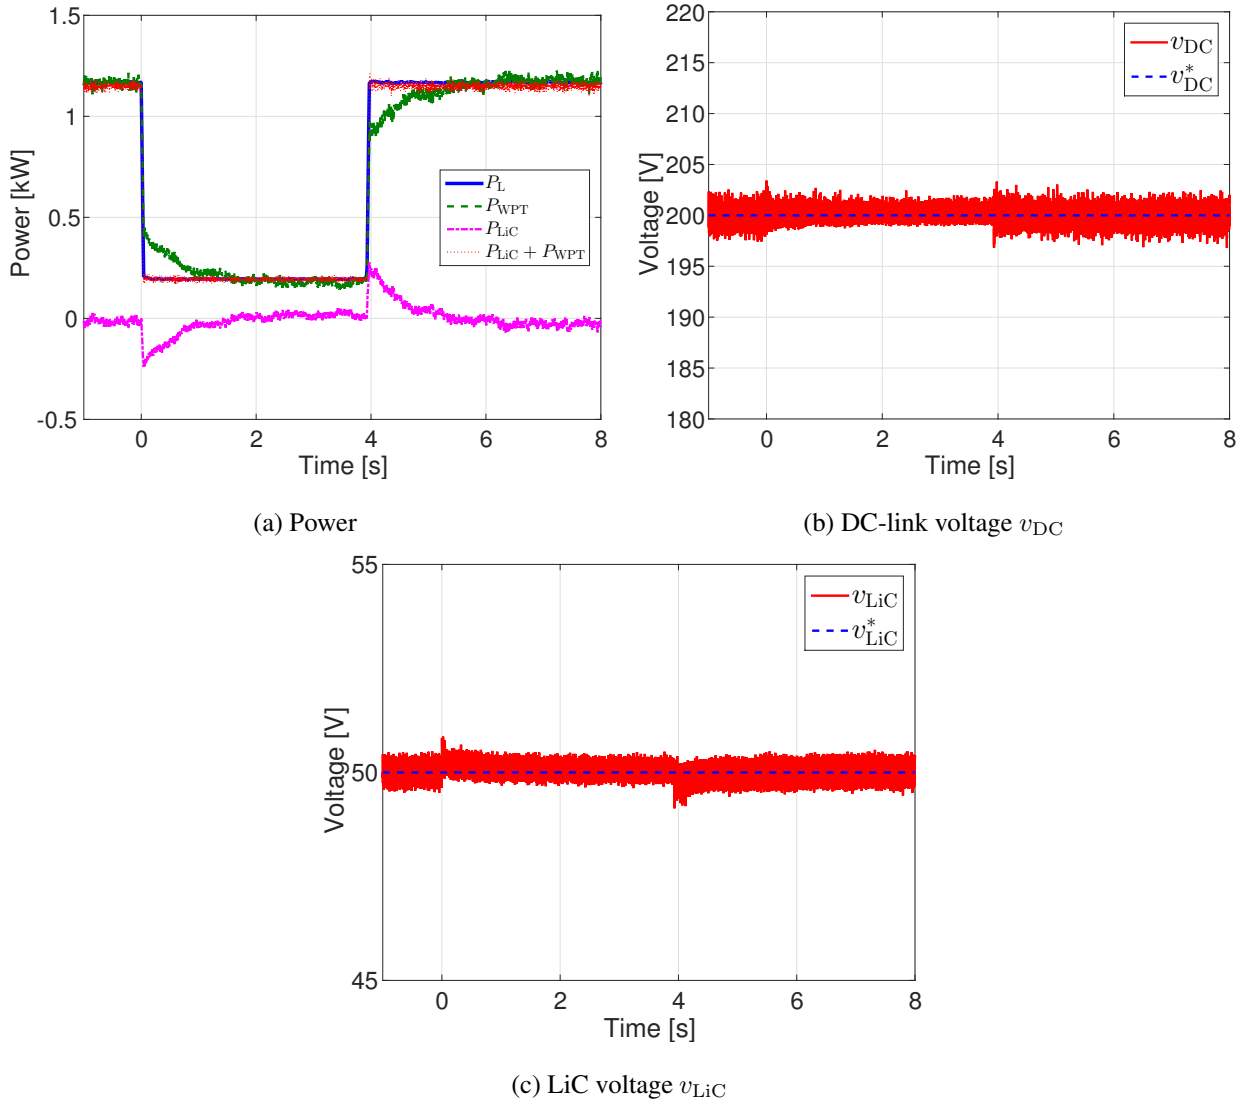 1.5
1
0.5
0
-0.5
Power [kW]
0 2 4 6 8
Time [s]
P_L
P_WPT
P_LiC
P_LiC + P_WPT
(a) Power
220
215
210
205
200
195
190
185
180
Voltage [V]
0 2 4 6 8
Time [s]
v_DC
v*_DC
(b) DC-link voltage v_DC
55
50
45
Voltage [V]
0 2 4 6 8
Time [s]
v_LiC
v*_LiC
(c) LiC voltage v_LiC